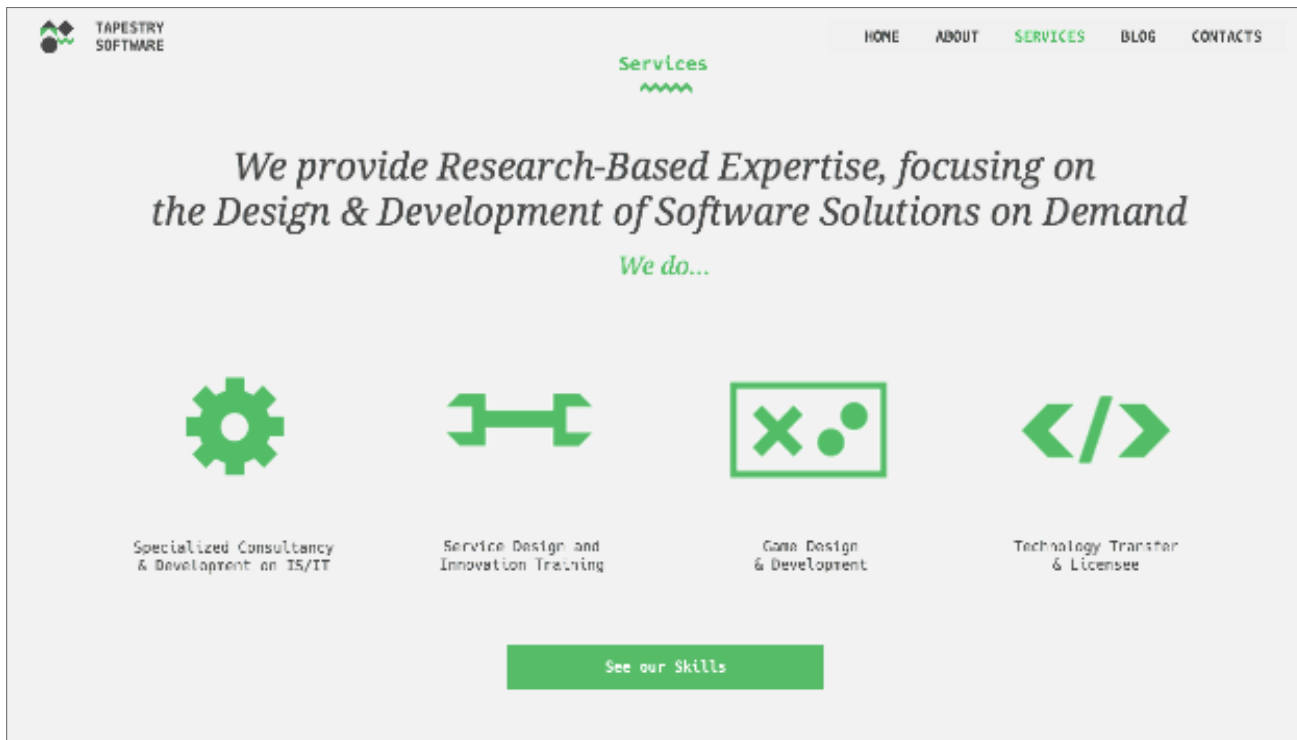 TAPESTRY
SOFTWARE
HOME ABOUT SERVICES BLOG CONTACTS
Services
We provide Research-Based Expertise, focusing on
the Design & Development of Software Solutions on Demand
We do...
Specialized Consultancy
& Development on IS/IT
Service Design and
Innovation Training
Game Design
& Development
Technology Transfer
& Licensee
See our Skills